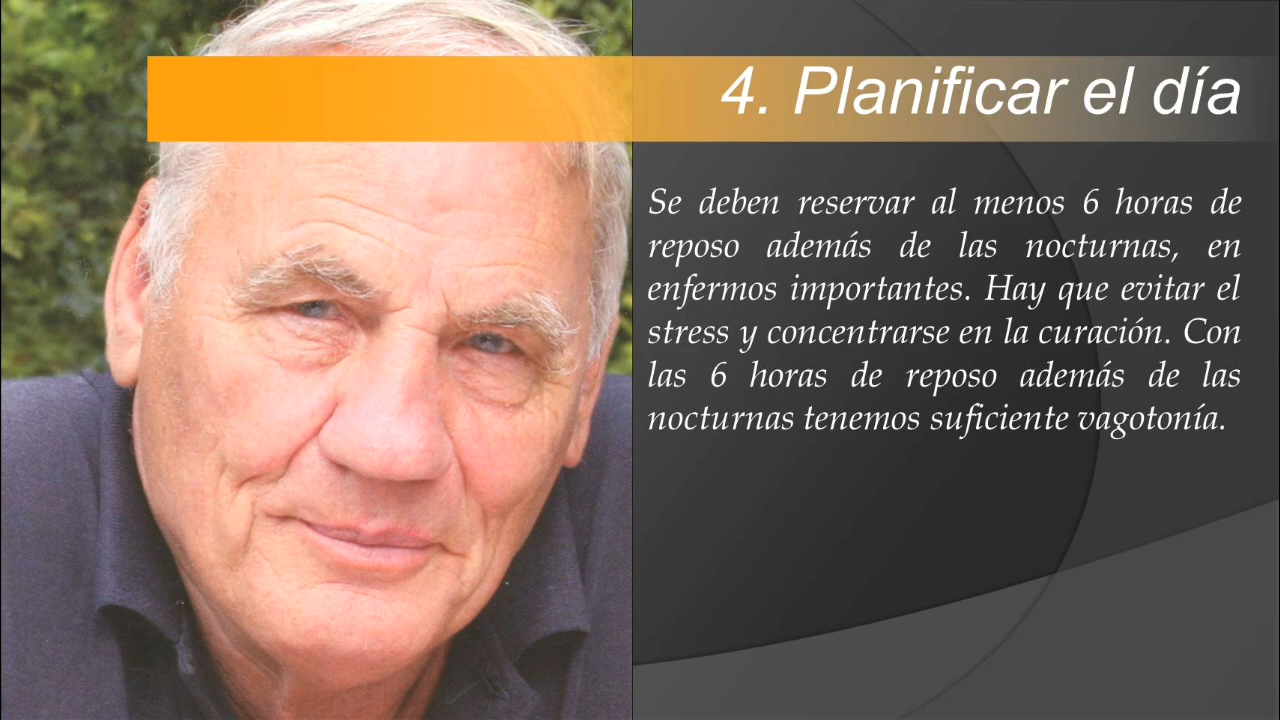 4. Planificar el día
Se deben reservar al menos 6 horas de
reposo además de las nocturnas, en
enfermos importantes. Hay que evitar el
stress y concentrarse en la curación. Con
las 6 horas de reposo además de las
nocturnas tenemos suficiente vagotonía.